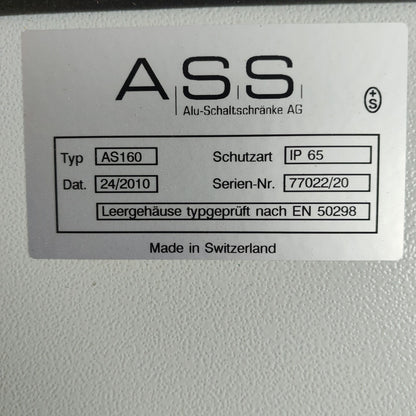 A.S.S.
Alu-Schaltschränke AG
+S
Typ AS160 Schutzart IP 65
Dat. 24/2010 Serien-Nr. 77022/20
Leergehäuse typgeprüft nach EN 50298
Made in Switzerland